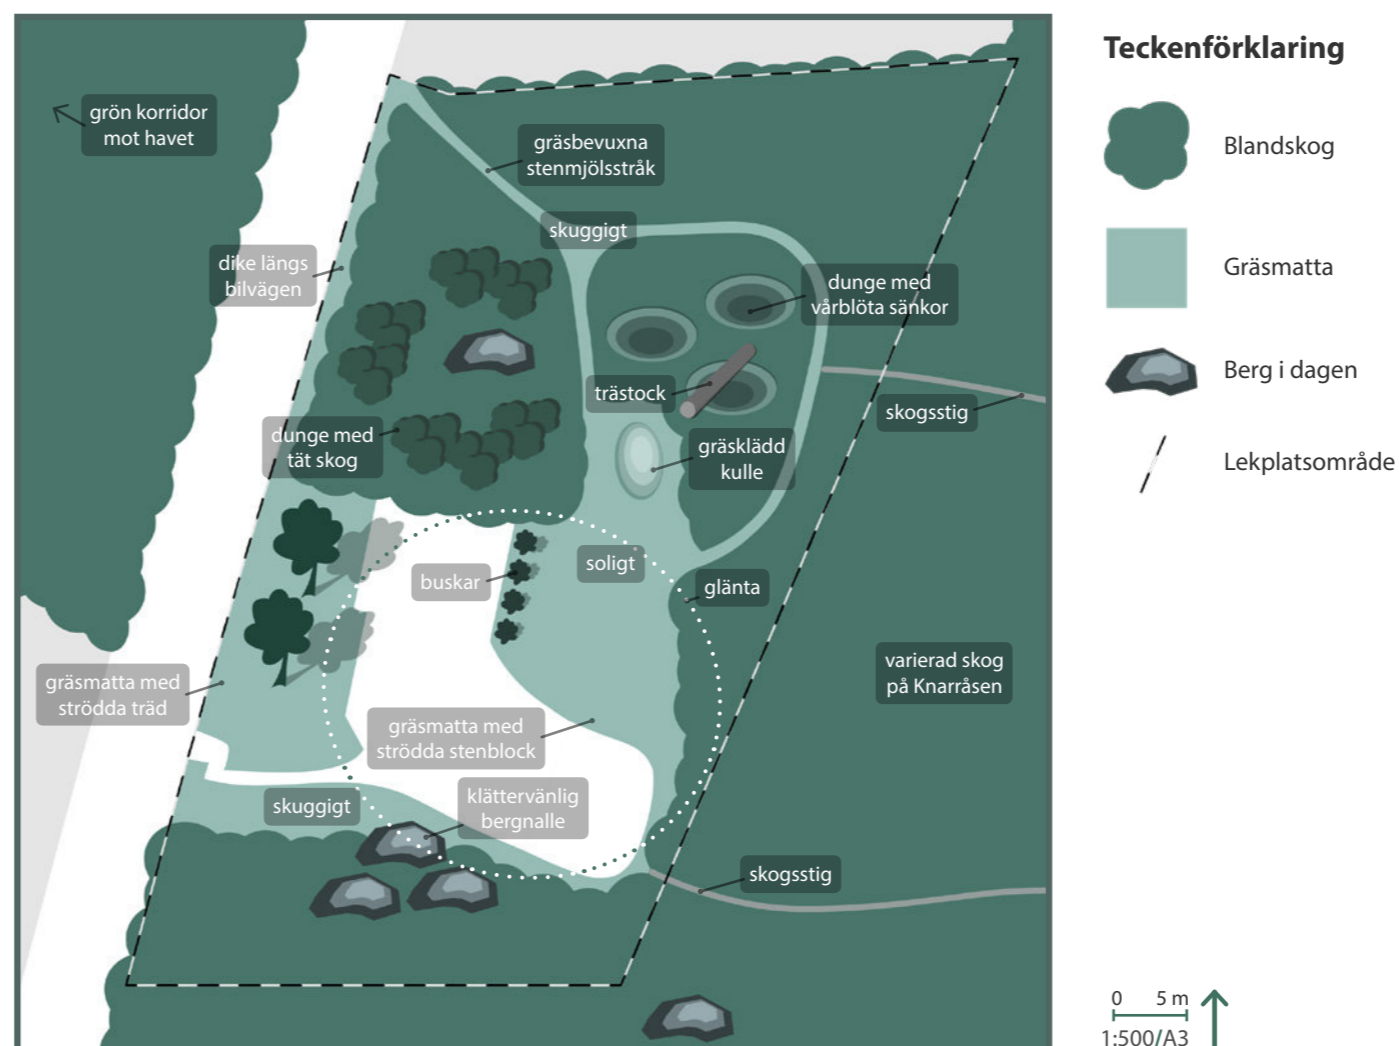 grön korridor
mot havet
gräsbevuxna
stenmjölsstråk
skuggigt
dike längs
bilvägen
dunge med
vårblöta sänkor
trästock
skogsstig
dunge med
tät skog
gräsklädd
kulle
soligt
buskar
glänta
varierad skog
på Knarråsen
gräsmatta med
strödda träd
gräsmatta med
strödda stenblock
skuggigt
klättervänlig
bergnalle
skogsstig
Teckenförklaring
Blandskog
Gräsmatta
Berg i dagen
Lekplatsområde
0 5 m
1:500/A3